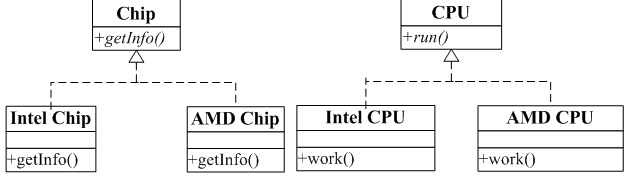 Chip
+getInfo()
CPU
+run()
Intel Chip
+getInfo()
AMD Chip
+getInfo()
Intel CPU
+work()
AMD CPU
+work()